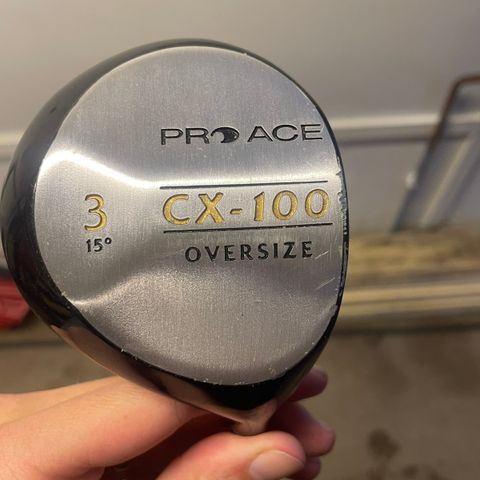 PRO ACE
3
15°
CX-100
OVERSIZE